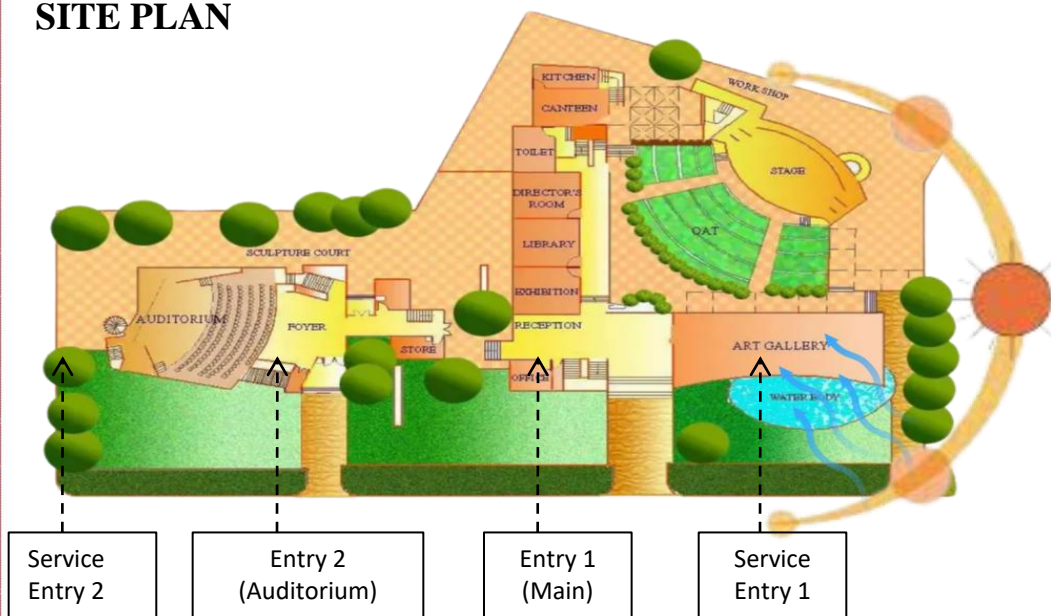 SITE PLAN
KITCHEN
WORK SHOP
CANTEEN
TOILET
STAGE
DIRECTOR'S
ROOM
OAT
LIBRARY
SCULPTURE COURT
EXHIBITION
AUDITORIUM
FOYER
RECEPTION
STORE
ART GALLERY
OFFICE
WATER BODY
Service
Entry 2
Entry 2
(Auditorium)
Entry 1
(Main)
Service
Entry 1